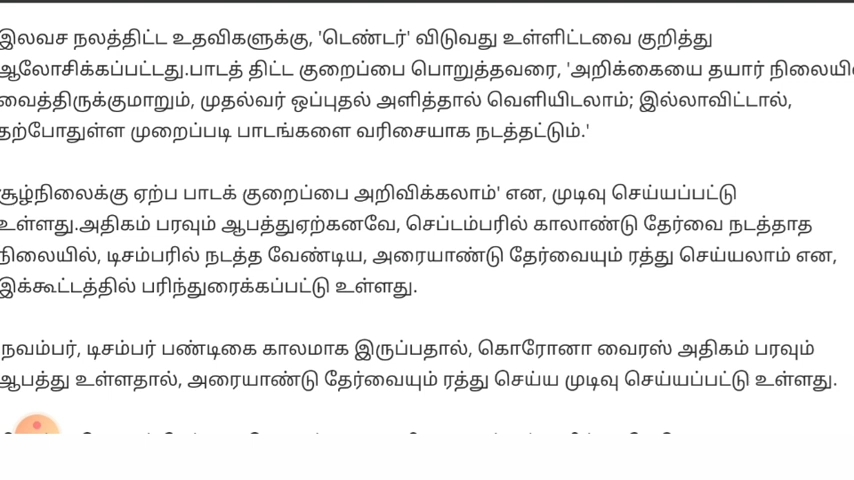 இலவச நலத்திட்ட உதவிகளுக்கு, 'டெண்டர்' விடுவது உள்ளிட்டவை குறித்து
ஆலோசிக்கப்பட்டது.பாடத் திட்ட குறைப்பை பொறுத்தவரை, 'அறிக்கையை தயார்
வைத்திருக்குமாறும், முதல்வர் ஒப்புதல் அளித்தால் வெளியிடலாம்; இல்லாவிட்டால்,
தற்போதுள்ள முறைப்படி பாடங்களை வரிசையாக நடத்தட்டும்.'
சூழ்நிலைக்கு ஏற்ப பாடக் குறைப்பை அறிவிக்கலாம்' என, முடிவு செய்யப்பட்டு
உள்ளது.அதிகம் பரவும் ஆபத்துஏற்கனவே, செப்டம்பரில் காலாண்டு தேர்வை நடத்தாத
நிலையில், டிசம்பரில் நடத்த வேண்டிய, அரையாண்டு தேர்வையும் ரத்து செய்யலாம் என,
இக்கூட்டத்தில் பரிந்துரைக்கப்பட்டு உள்ளது.
நவம்பர், டிசம்பர் பண்டிகை காலமாக இருப்பதால், கொரோனா வைரஸ் அதிகம் பரவும்
ஆபத்து உள்ளதால், அரையாண்டு தேர்வையும் ரத்து செய்ய முடிவு செய்யப்பட்டு உள்ளது.